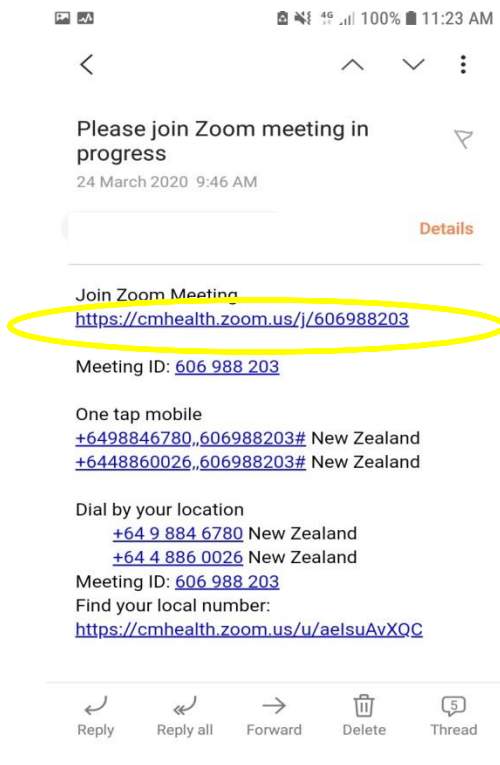 4G 100% 11:23 AM
Please join Zoom meeting in
progress
24 March 2020 9:46 AM
Details
Join Zoom Meeting
https://cmhealth.zoom.us/j/606988203
Meeting ID: 606 988 203
One tap mobile
+6498846780,,606988203# New Zealand
+6448860026,,606988203# New Zealand
Dial by your location
+64 9 884 6780 New Zealand
+64 4 886 0026 New Zealand
Meeting ID: 606 988 203
Find your local number:
https://cmhealth.zoom.us/u/aelsuAvXQC
Reply Reply all Forward Delete 5 Thread